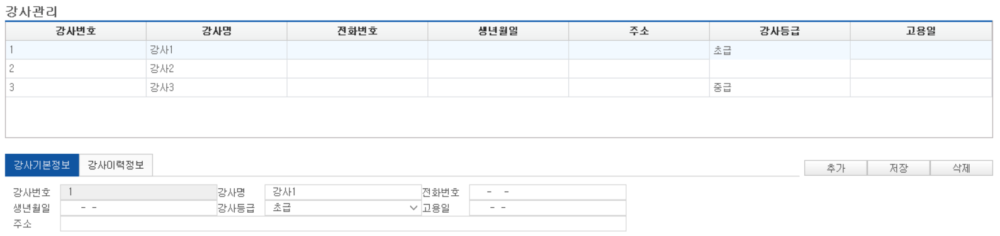 강사관리
강사번호 강사명 전화번호 생년월일 주소 강사등급 고용일
1 강사1 초급
2 강사2
3 강사3 중급
강사기본정보 강사이력정보 추가 저장 삭제
강사번호 1 강사명 강사1 전화번호 - -
생년월일 - - 강사등급 초급 고용일 - -
주소